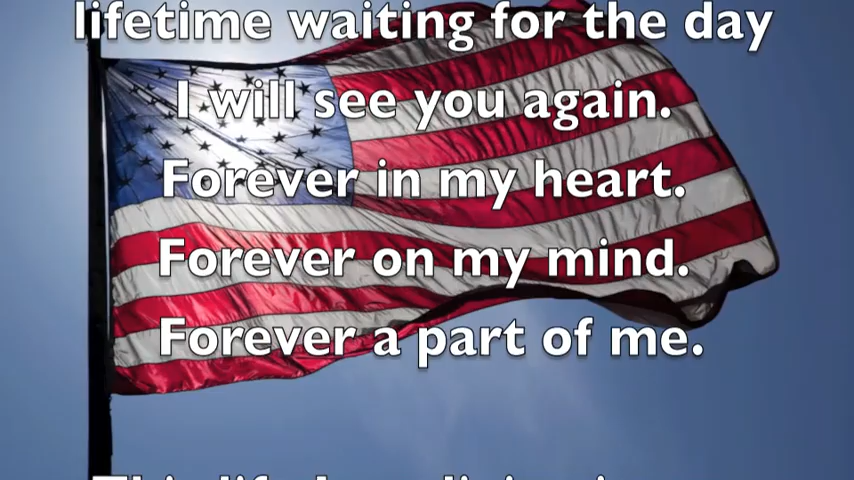 lifetime waiting for the day
I will see you again.
Forever in my heart.
Forever on my mind.
Forever a part of me.